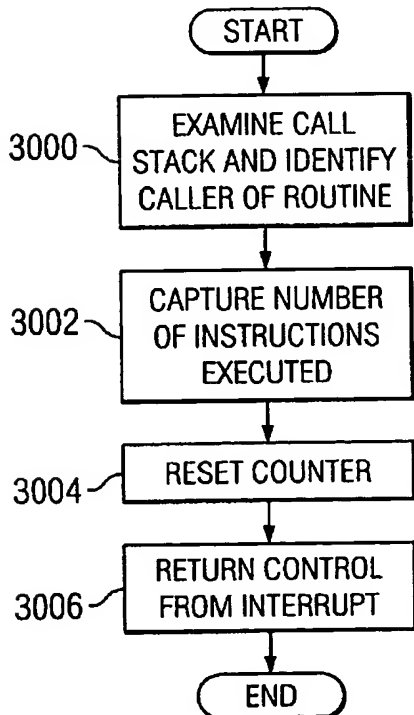 START
3000
EXAMINE CALL
STACK AND IDENTIFY
CALLER OF ROUTINE
3002
CAPTURE NUMBER
OF INSTRUCTIONS
EXECUTED
3004
RESET COUNTER
3006
RETURN CONTROL
FROM INTERRUPT
END